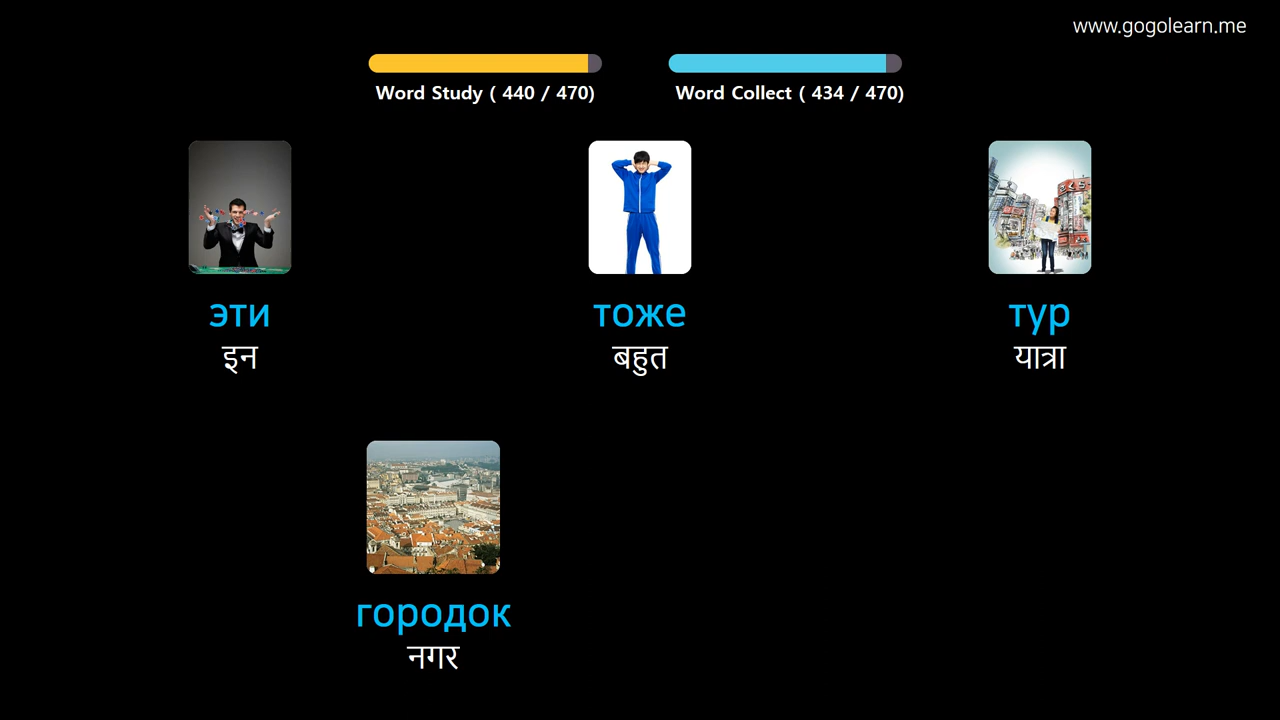 www.gogolearn.me
Word Study ( 440 / 470)
Word Collect ( 434 / 470)
эти
इन
тоже
बहुत
тур
यात्रा
городок
नगर